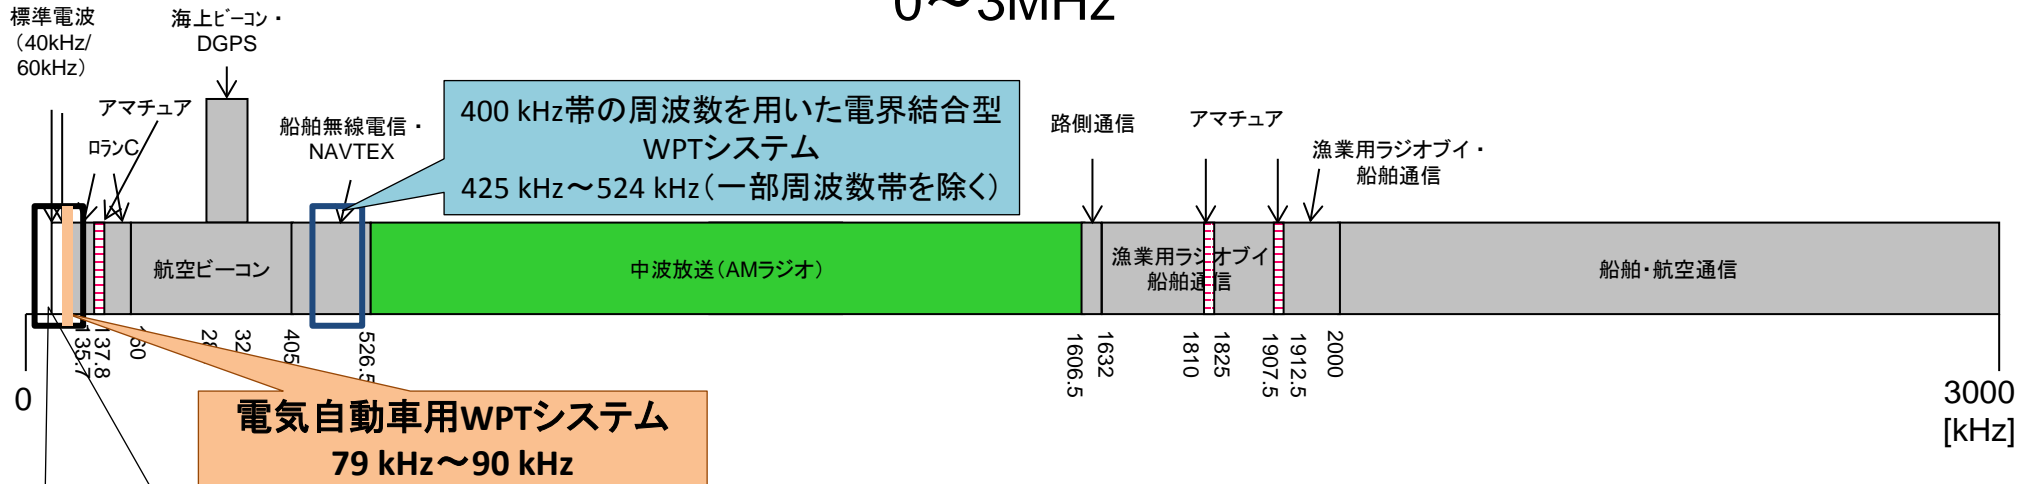 0～3MHz
標準電波
（40kHz/
60kHz）
海上ビーコン・
DGPS
アマチュア
ロランC
船舶無線電信・
NAVTEX
400 kHz帯の周波数を用いた電界結合型
WPTシステム
425 kHz～524 kHz（一部周波数帯を除く）
路側通信
アマチュア
漁業用ラジオブイ・
船舶通信
航空ビーコン
中波放送（AMラジオ）
漁業用ラジオブイ
船舶通信
船舶・航空通信
0
135.7
137.8
405
526.5
1606.5
1632
1810
1825
1907.5
1912.5
2000
3000
[kHz]
電気自動車用WPTシステム
79 kHz～90 kHz